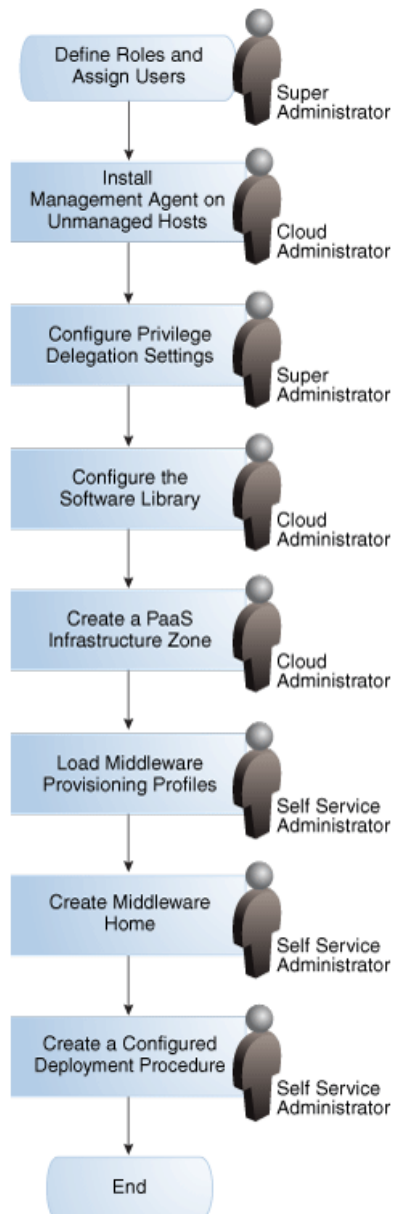 Define Roles and
Assign Users
Super
Administrator
Install
Management Agent on
Unmanaged Hosts
Cloud
Administrator
Configure Privilege
Delegation Settings
Super
Administrator
Configure the
Software Library
Cloud
Administrator
Create a PaaS
Infrastructure Zone
Cloud
Administrator
Load Middleware
Provisioning Profiles
Self Service
Administrator
Create Middleware
Home
Self Service
Administrator
Create a Configured
Deployment Procedure
Self Service
Administrator
End